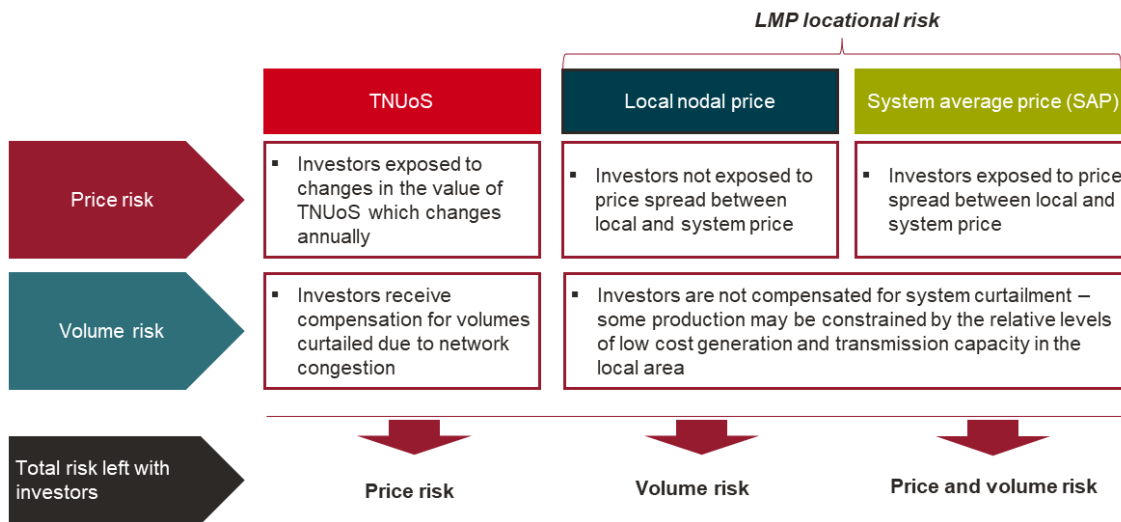 LMP locational risk
TNUoS
Local nodal price
System average price (SAP)
Price risk
▪ Investors exposed to
changes in the value of
TNUoS which changes
annually
▪ Investors not exposed to
price spread between
local and system price
▪ Investors exposed to price
spread between local and
system price
Volume risk
▪ Investors receive
compensation for volumes
curtailed due to network
congestion
▪ Investors are not compensated for system curtailment –
some production may be constrained by the relative levels
of low cost generation and transmission capacity in the
local area
Total risk left with
investors
Price risk
Volume risk
Price and volume risk